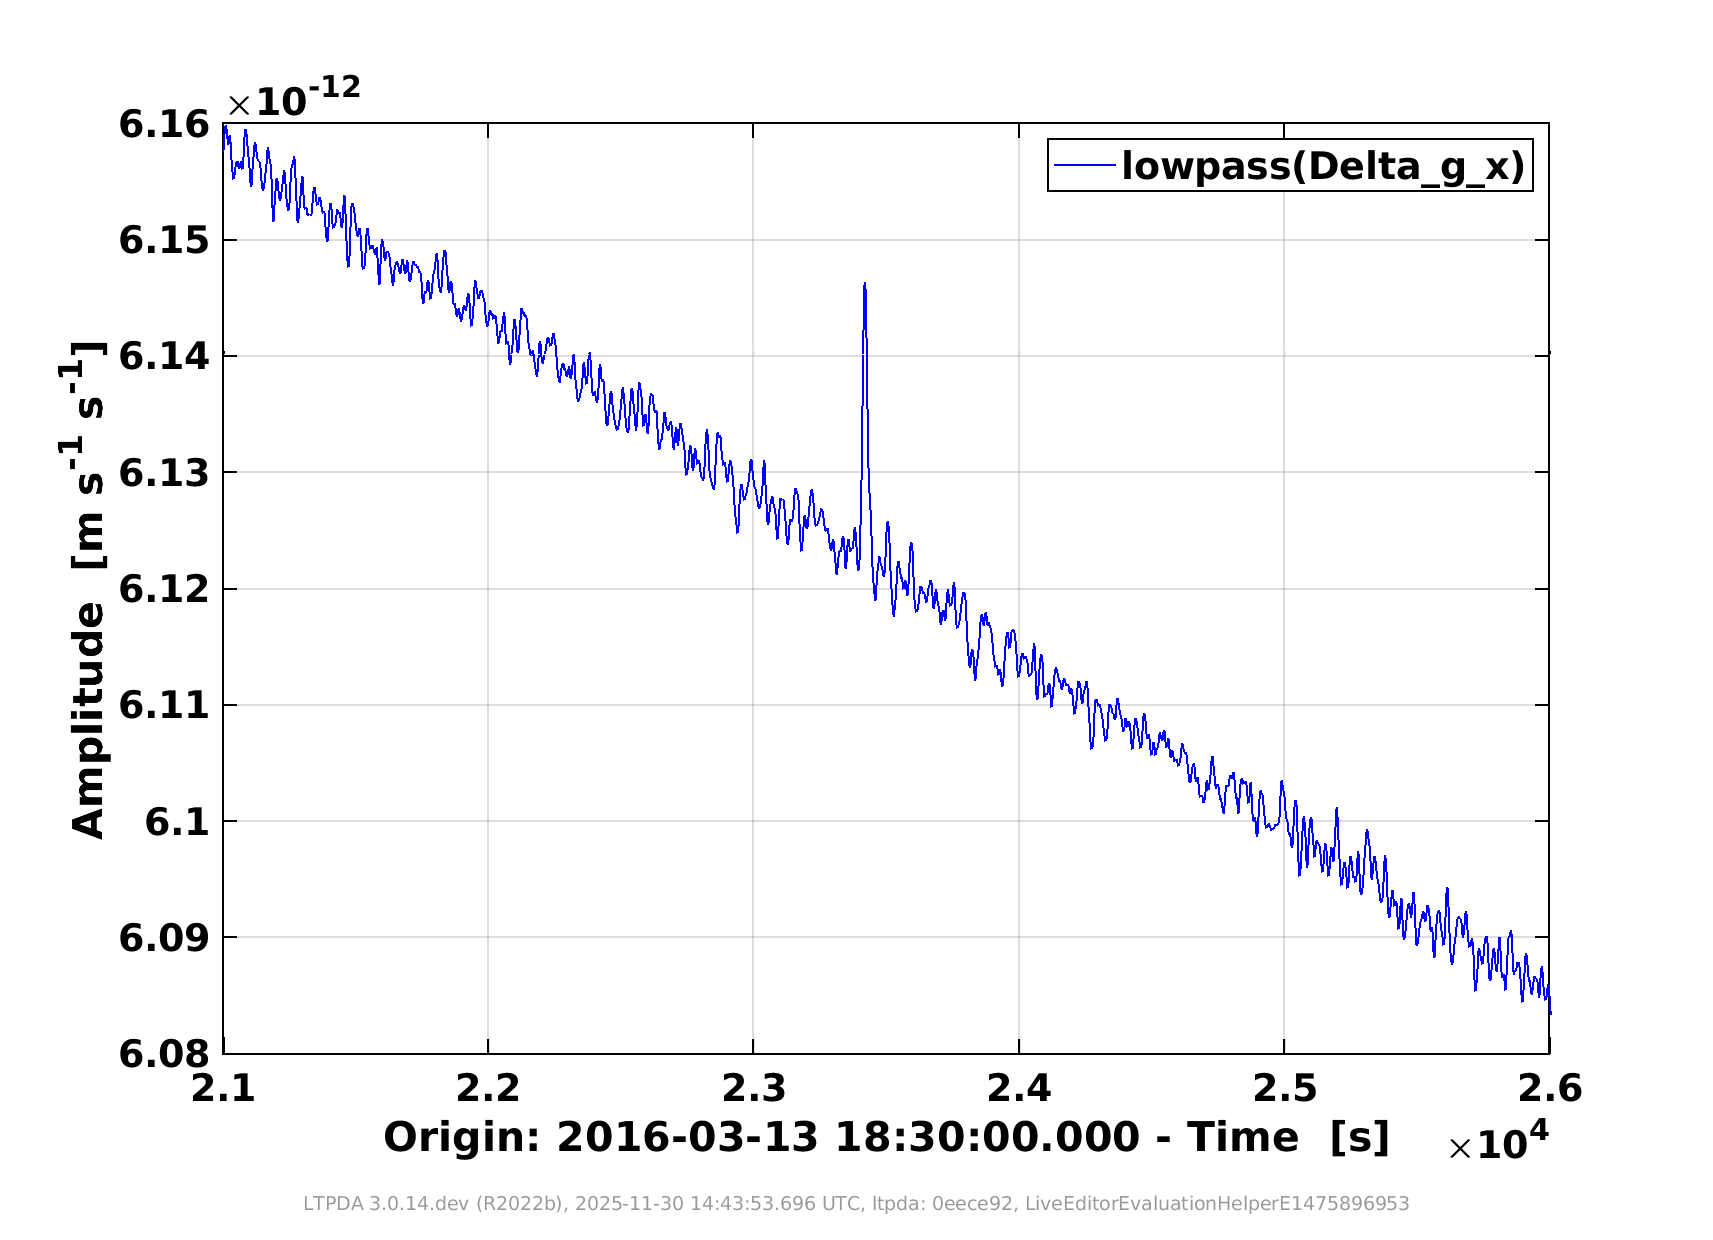 ×10^-12
6.16
6.15
6.14
6.13
6.12
6.11
6.1
6.09
6.08
Amplitude [m s^-1 s^-1]
lowpass(Delta_g_x)
2.1 2.2 2.3 2.4 2.5 2.6
Origin: 2016-03-13 18:30:00.000 - Time [s]
×10^4
LTPDA 3.0.14.dev (R2022b), 2025-11-30 14:43:53.696 UTC, ltpda: 0eece92, LiveEditorEvaluationHelperE1475896953